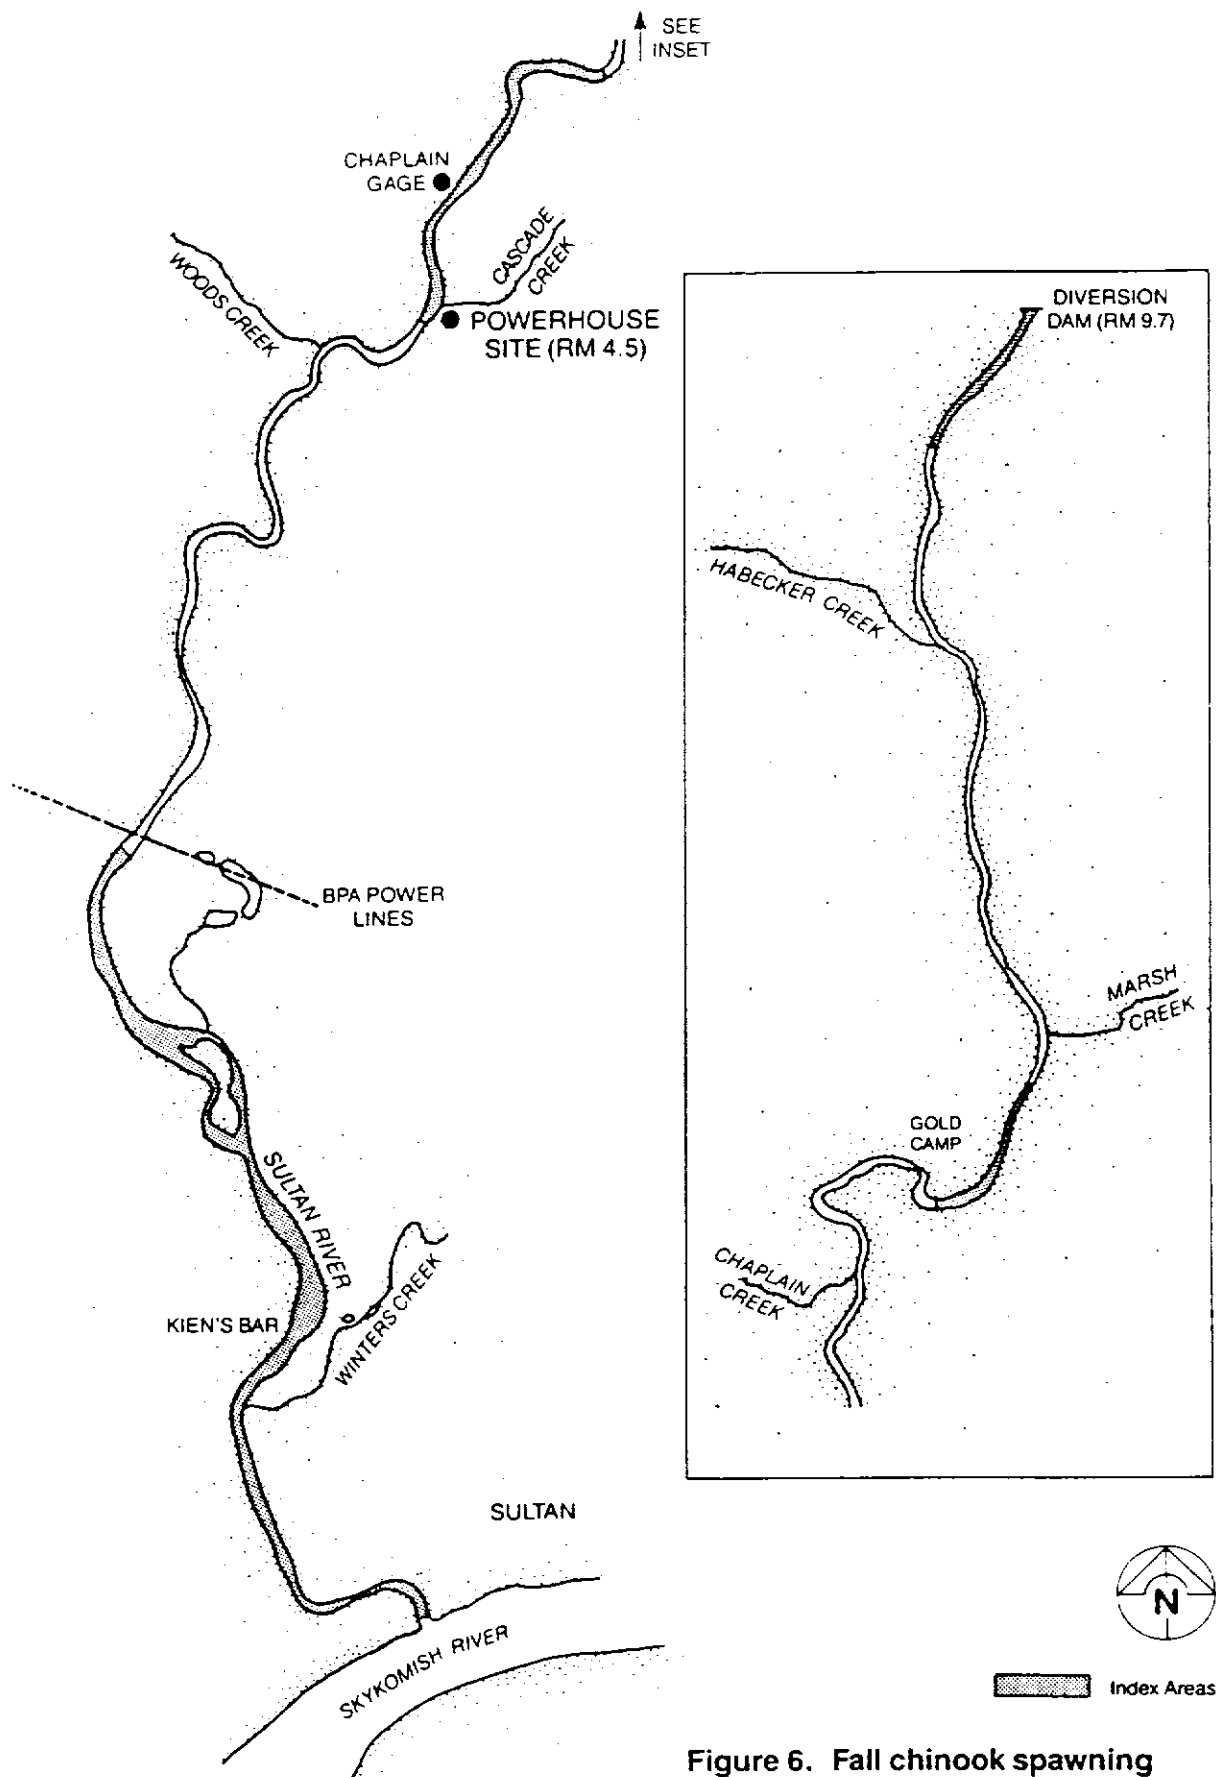 SEE
INSET
CHAPLAIN
GAGE
WOODS CREEK
CASCADE
CREEK
POWERHOUSE
SITE (RM 4.5)
DIVERSION
DAM (RM 9.7)
HABECKER CREEK
BPA POWER
LINES
MARSH
CREEK
GOLD
CAMP
SULTAN RIVER
CHAPLAIN
CREEK
KIEN'S BAR
WINTERS CREEK
SULTAN
SKYKOMISH RIVER
N
Index Areas
Figure 6. Fall chinook spawning